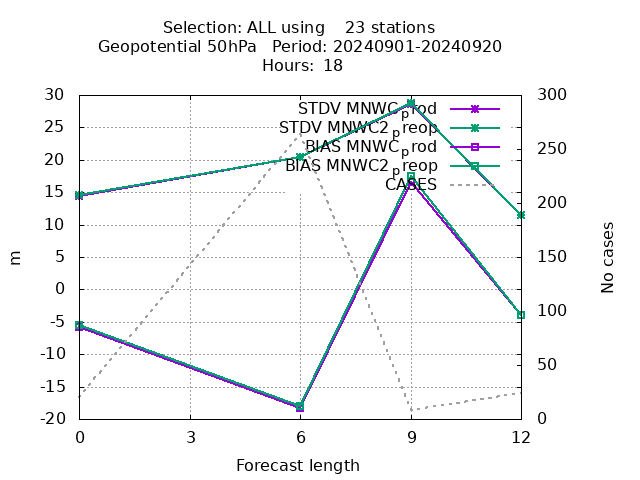 Selection: ALL using    23 stations
Geopotential 50hPa   Period: 20240901-20240920
Hours: 18
STDV MNWC_prod
STDV MNWC2_preop
BIAS MNWC_prod
BIAS MNWC2_preop
CASES
30
25
20
15
10
5
0
-5
-10
-15
-20
m
300
250
200
150
100
50
0
No cases
0 3 6 9 12
Forecast length